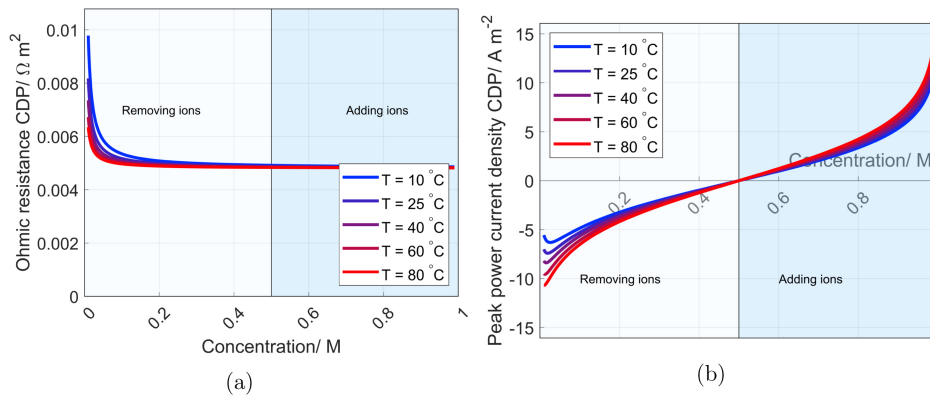 Ohmic resistance CDP/ Ω m²
0.01
0.008
0.006
0.004
0.002
0
Removing ions
Adding ions
T = 10 °C
T = 25 °C
T = 40 °C
T = 60 °C
T = 80 °C
0
0.2
0.4
0.6
0.8
1
Concentration/ M
(a)
Peak power current density CDP/ A m⁻²
15
10
5
0
-5
-10
-15
T = 10 °C
T = 25 °C
T = 40 °C
T = 60 °C
T = 80 °C
Concentration/ M
0.2
0.4
0.6
0.8
Removing ions
Adding ions
(b)